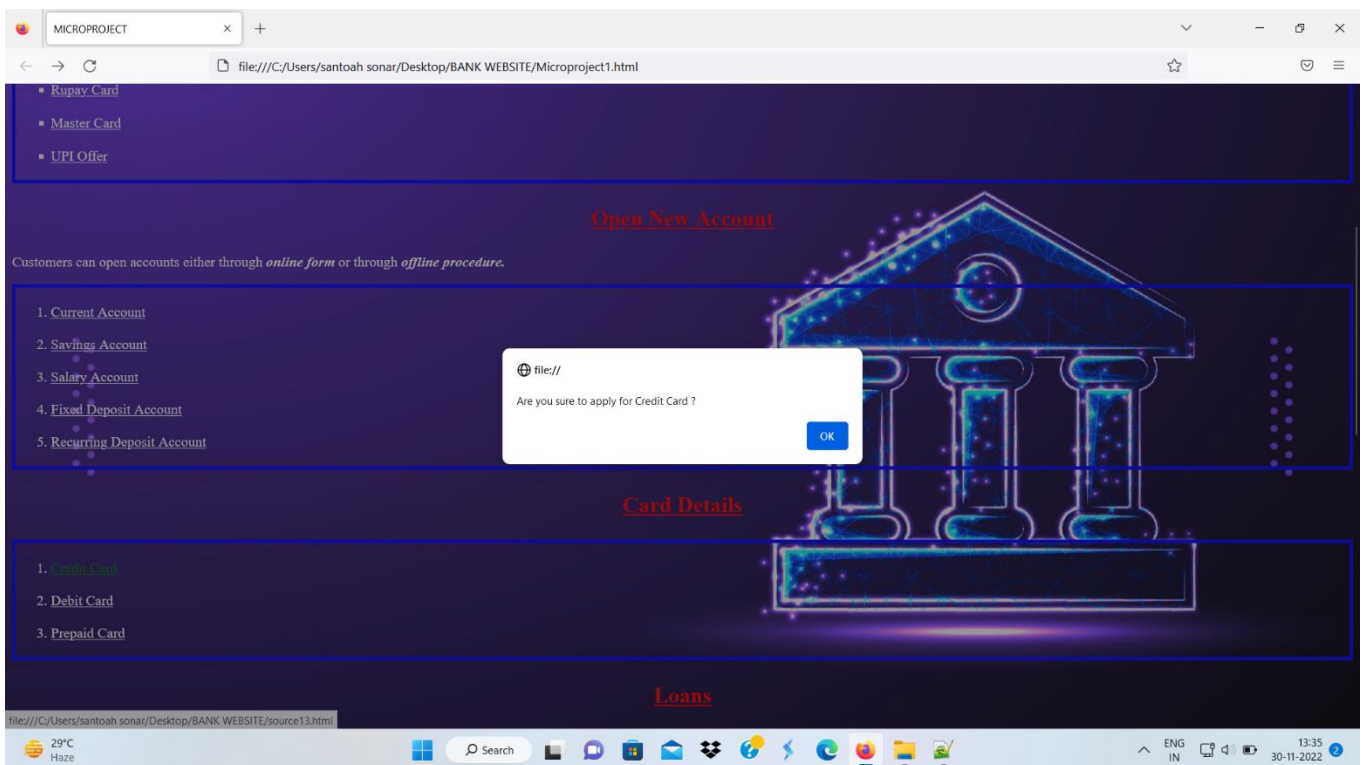 MICROPROJECT
file:///C:/Users/santoah sonar/Desktop/BANK WEBSITE/Microproject1.html
Rupay Card
Master Card
UPI Offer
Open New Account
Customers can open accounts either through online form or through offline procedure.
1. Current Account
2. Savings Account
3. Salary Account
4. Fixed Deposit Account
5. Recurring Deposit Account
file://
Are you sure to apply for Credit Card ?
OK
Card Details
1. Credit Card
2. Debit Card
3. Prepaid Card
Loans
file:///C:/Users/santoah sonar/Desktop/BANK WEBSITE/source13.html
29°C
Haze
Search
ENG
IN
13:35
30-11-2022
2